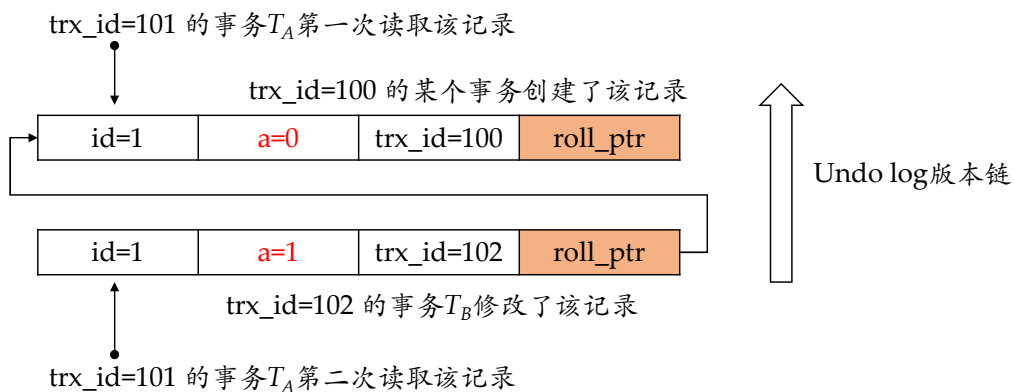 trx_id=101 的事务T_A第一次读取该记录
trx_id=100 的某个事务创建了该记录
id=1 a=0 trx_id=100 roll_ptr
Undo log版本链
id=1 a=1 trx_id=102 roll_ptr
trx_id=102 的事务T_B修改了该记录
trx_id=101 的事务T_A第二次读取该记录